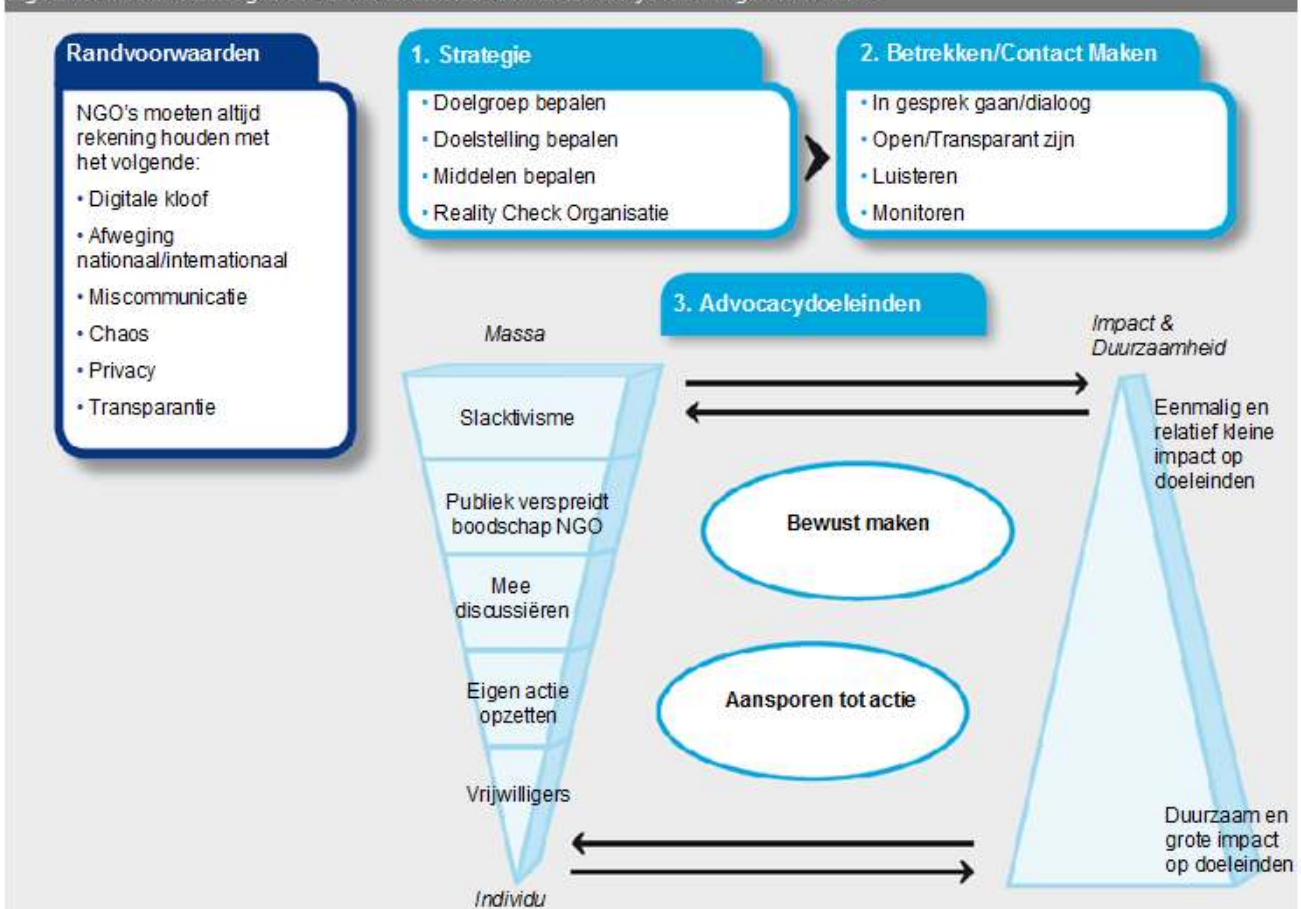 Randvoorwaarden
NGO's moeten altijd
rekening houden met
het volgende:
• Digitale kloof
• Afweging
nationaal/internationaal
• Miscommunicatie
• Chaos
• Privacy
• Transparantie
1. Strategie
• Doelgroep bepalen
• Doelstelling bepalen
• Middelen bepalen
• Reality Check Organisatie
2. Betrekken/Contact Maken
• In gesprek gaan/dialoog
• Open/Transparant zijn
• Luisteren
• Monitoren
3. Advocacydoeleinden
Massa
Slacktivisme
Publiek verspreidt
boodschap NGO
Mee
discussiëren
Eigen actie
opzetten
Vrijwilligers
Individu
Bewust maken
Aansporen tot actie
Impact &
Duurzaamheid
Eenmalig en
relatief kleine
impact op
doeleinden
Duurzaam en
grote impact
op doeleinden